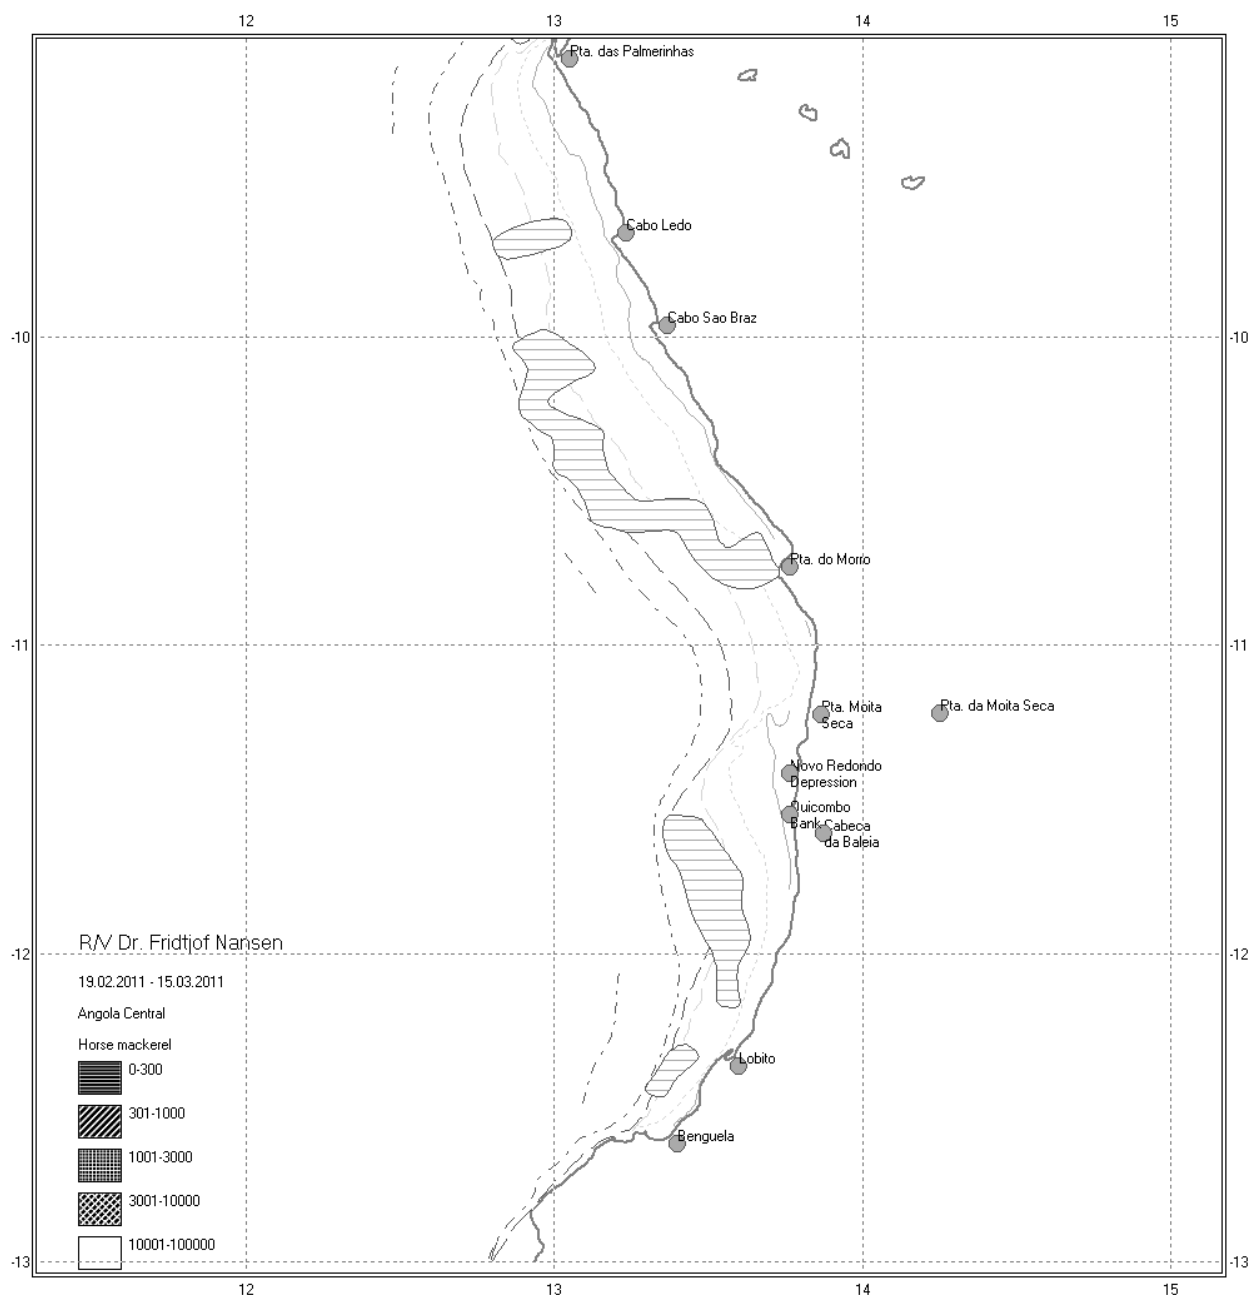 12 13 14 15
Pta. das Palmerinhas
Cabo Ledo
Cabo Sao Braz
-10 -10
Pta. do Morro
-11 -11
Pta. Moita
Seca
Pta. da Moita Seca
Novo Redondo
Depression
Quicombo
Bank
Cabeca
da Baleia
-12 -12
R/V Dr. Fridtjof Nansen
19.02.2011 - 15.03.2011
Angola Central
Horse mackerel
0-300
301-1000
1001-3000
3001-10000
10001-100000
Lobito
Benguela
-13 -13
12 13 14 15